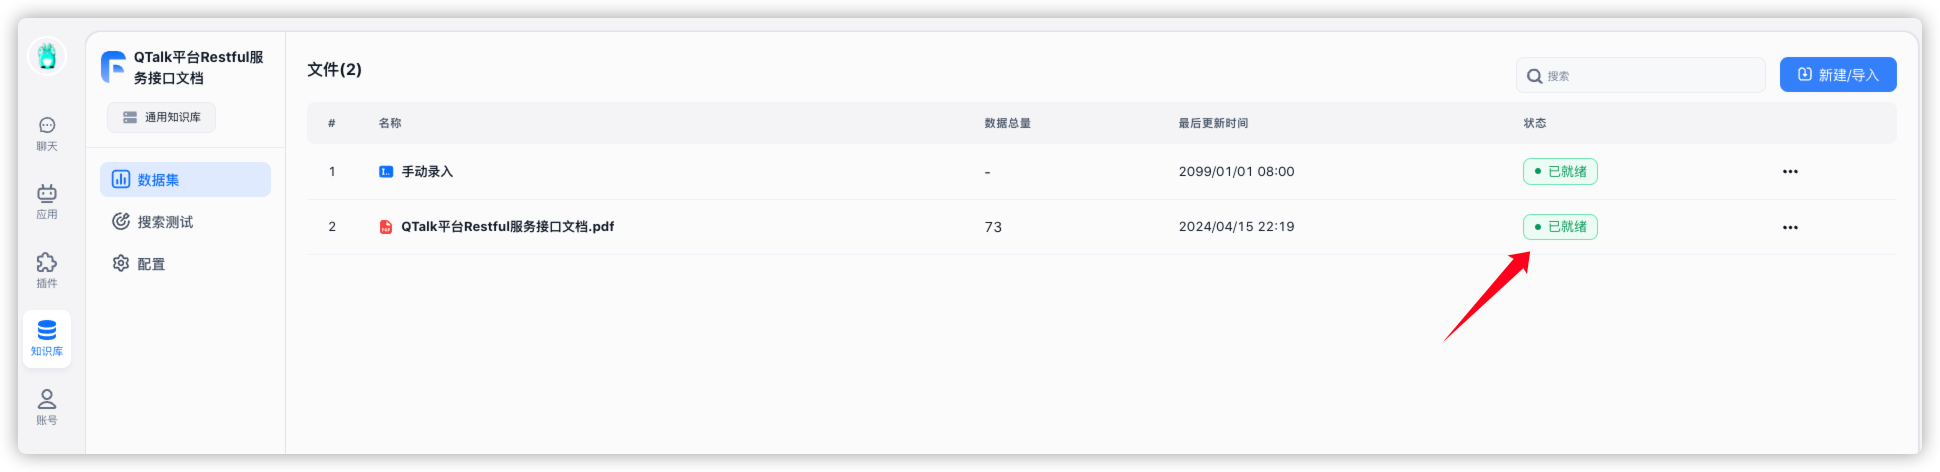 QTalk平台Restful服
务接口文档
通用知识库
数据集
搜索测试
配置
聊天
应用
插件
知识库
账号
文件(2)
搜索
新建/导入
# 名称 数据总量 最后更新时间 状态
1 手动录入 - 2099/01/01 08:00 已就绪 •••
2 QTalk平台Restful服务接口文档.pdf 73 2024/04/15 22:19 已就绪 •••